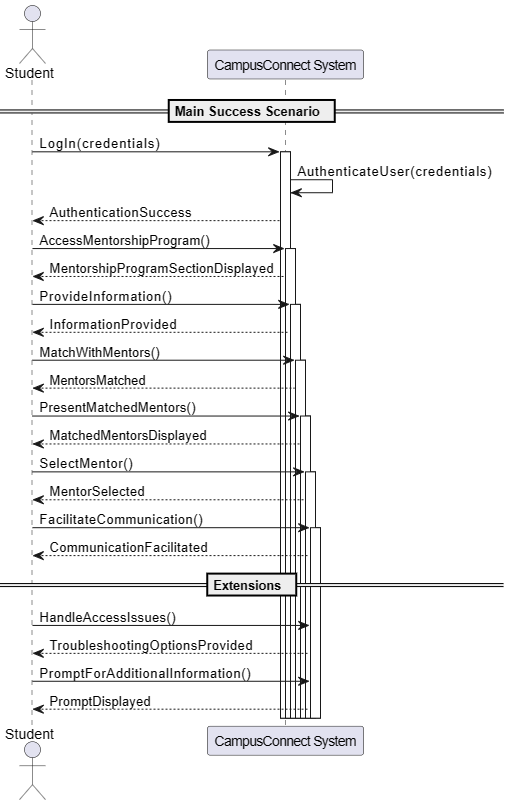 Student
CampusConnect System
Main Success Scenario
LogIn(credentials)
AuthenticateUser(credentials)
AuthenticationSuccess
AccessMentorshipProgram()
MentorshipProgramSectionDisplayed
ProvideInformation()
InformationProvided
MatchWithMentors()
MentorsMatched
PresentMatchedMentors()
MatchedMentorsDisplayed
SelectMentor()
MentorSelected
FacilitateCommunication()
CommunicationFacilitated
Extensions
HandleAccessIssues()
TroubleshootingOptionsProvided
PromptForAdditionalInformation()
PromptDisplayed
Student
CampusConnect System